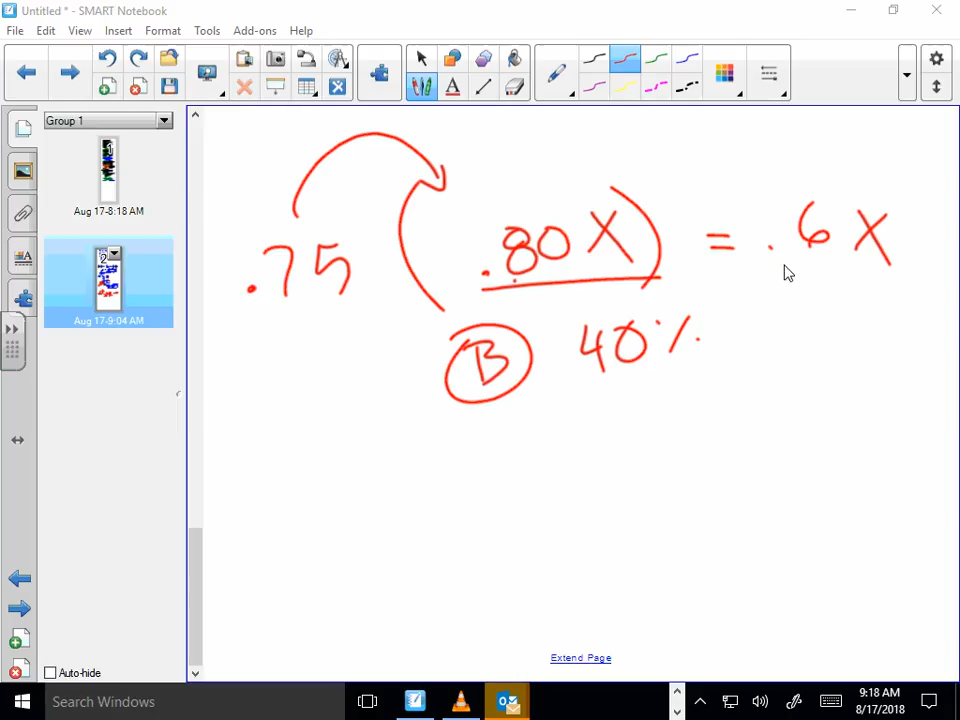 Untitled * - SMART Notebook
File Edit View Insert Format Tools Add-ons Help
Group 1
1
Aug 17-8:18 AM
2
Aug 17-9:04 AM
.75 (.80X) = .6X
B 40%
Auto-hide
Extend Page
Search Windows
9:18 AM
8/17/2018